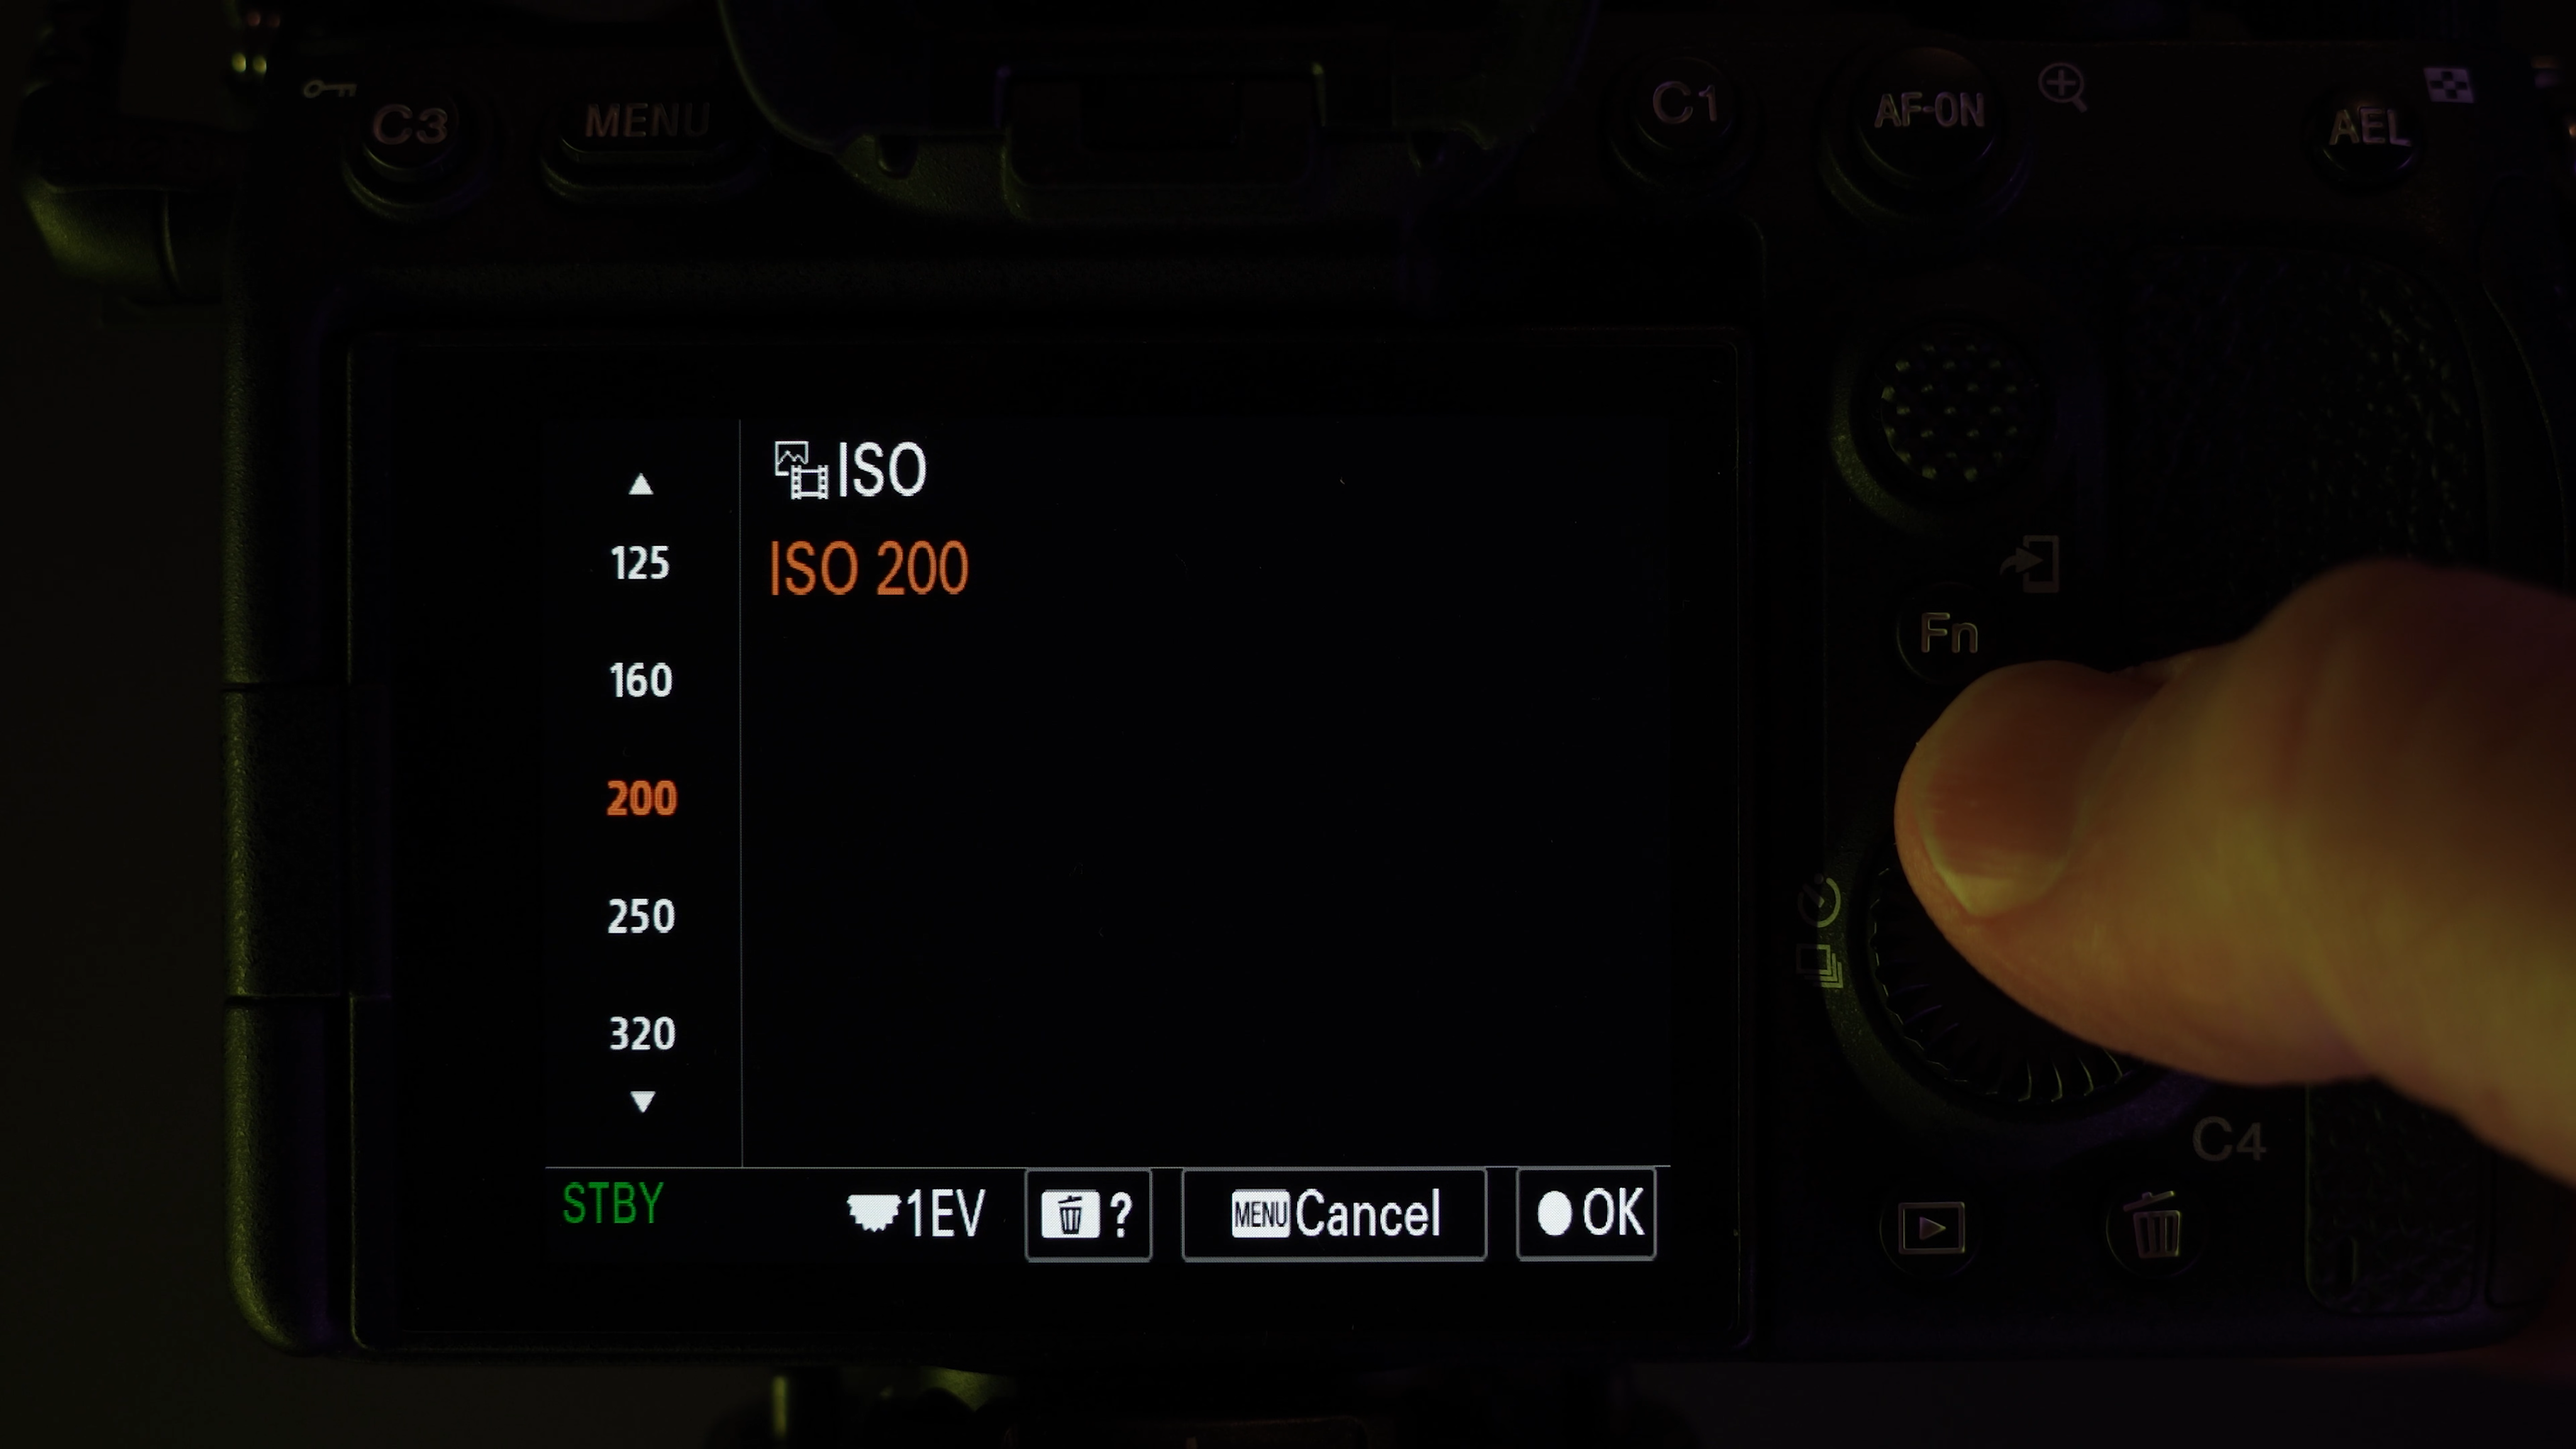 C3
MENU
C1
AF-ON
AEL
ISO
ISO 200
125
160
200
250
320
Fn
C4
STBY
1EV
?
MENU Cancel
OK